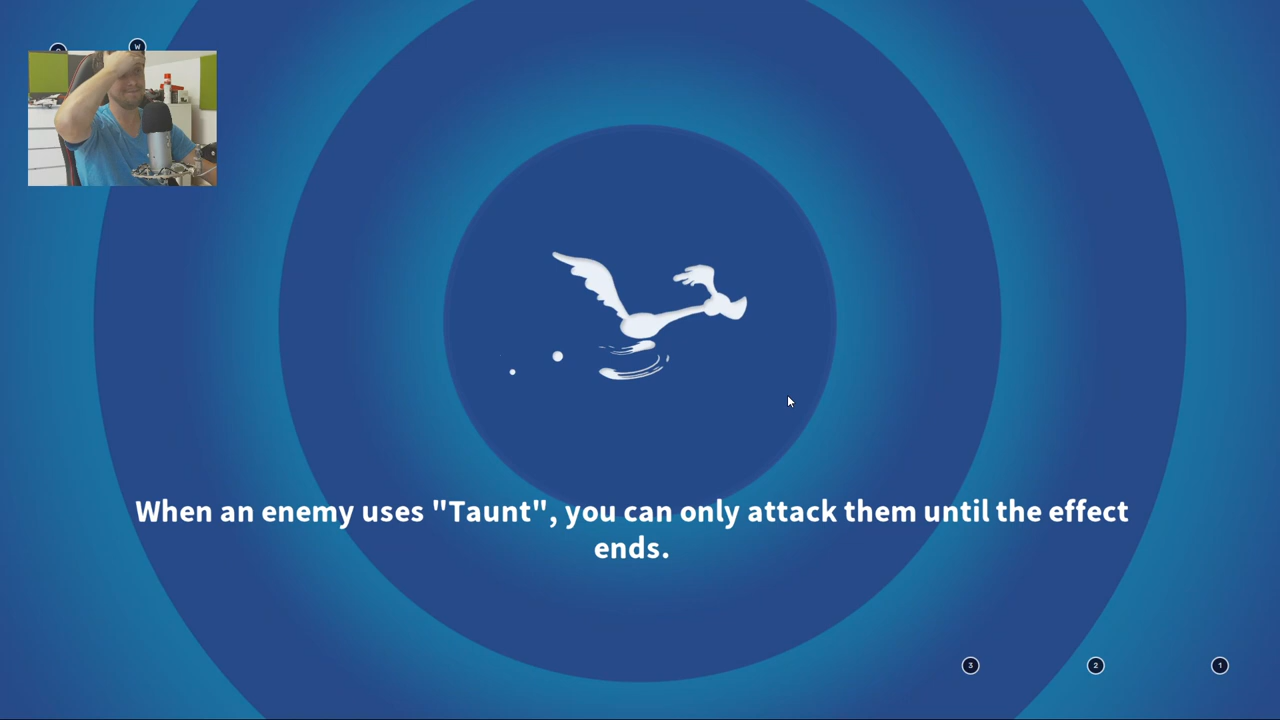 W
When an enemy uses "Taunt", you can only attack them until the effect
ends.
3 2 1